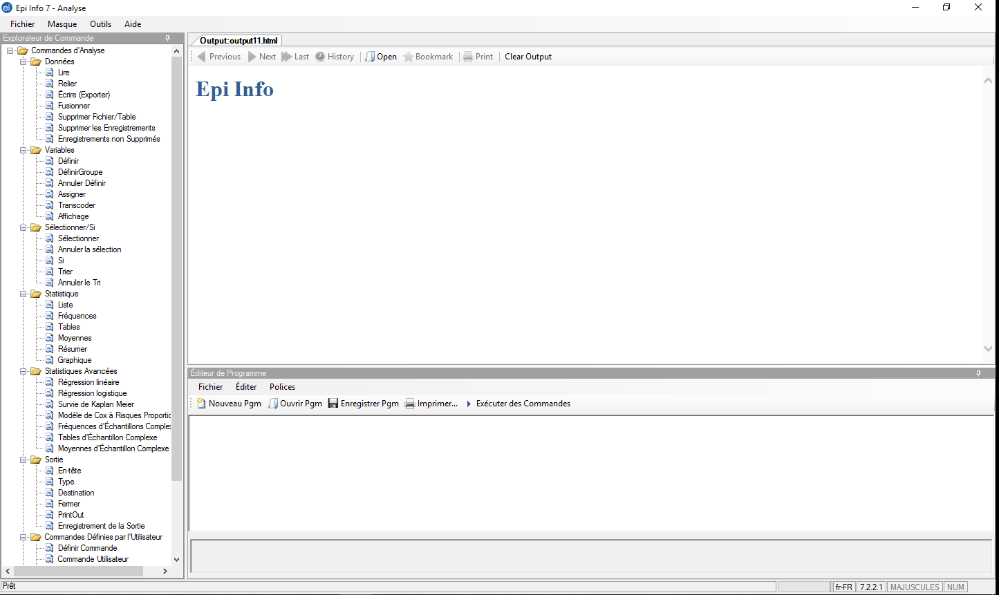 Epi Info 7 - Analyse
Fichier Masque Outils Aide
Explorateur de Commande
Commandes d'Analyse
Données
Lire
Relier
Écrire (Exporter)
Fusionner
Supprimer Fichier/Table
Supprimer les Enregistrements
Enregistrements non Supprimés
Variables
Définir
DéfinirGroupe
Annuler Définir
Assigner
Transcoder
Affichage
Sélectionner/Si
Sélectionner
Annuler la sélection
Si
Trier
Annuler le Tri
Statistique
Liste
Fréquences
Tables
Moyennes
Résumer
Graphique
Statistiques Avancées
Régression linéaire
Régression logistique
Survie de Kaplan Meier
Modèle de Cox à Risques Proportic
Fréquences d'Échantillons Comple
Tables d'Échantillon Complexe
Moyennes d'Échantillon Complexe
Sortie
En-tête
Type
Destination
Fermer
PrintOut
Enregistrement de la Sortie
Commandes Définies par l'Utilisateur
Définir Commande
Commande Utilisateur
Output:output11.html
Previous Next Last History Open Bookmark Print Clear Output
Epi Info
Éditeur de Programme
Fichier Éditer Polices
Nouveau Pgm Ouvrir Pgm Enregistrer Pgm Imprimer... Exécuter des Commandes
Prêt
fr-FR 7.2.2.1 MAJUSCULES NUM